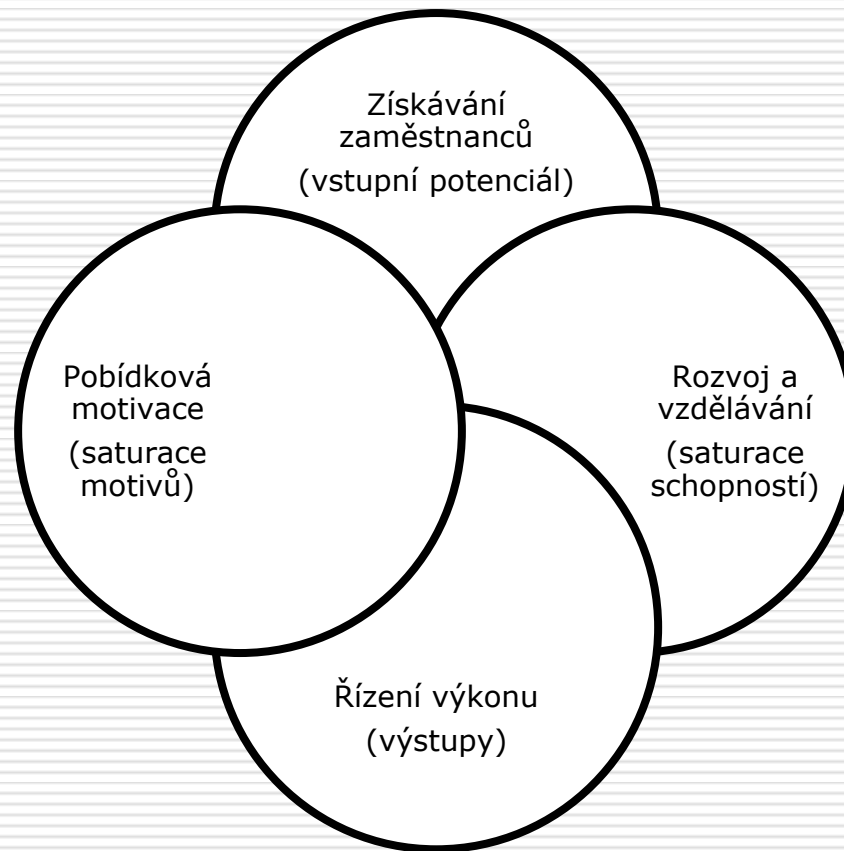 Získávání
zaměstnanců
(vstupní potenciál)
Pobídková
motivace
(saturace
motivů)
Rozvoj a
vzdělávání
(saturace
schopností)
Řízení výkonu
(výstupy)